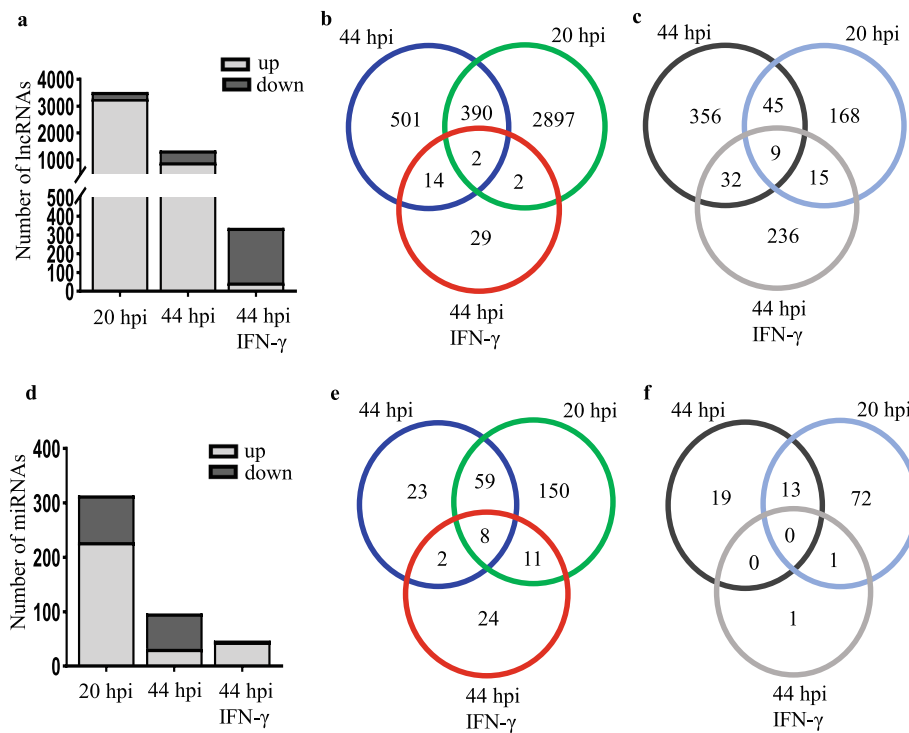 a
up
down
Number of lncRNAs
4000
3000
2000
1000
500
400
300
200
100
0
20 hpi
44 hpi
44 hpi
IFN-γ
b
44 hpi
20 hpi
501
390
2897
2
14
2
29
44 hpi
IFN-γ
c
44 hpi
20 hpi
356
45
168
9
32
15
236
44 hpi
IFN-γ
d
up
down
Number of miRNAs
400
300
200
100
0
20 hpi
44 hpi
44 hpi
IFN-γ
e
44 hpi
20 hpi
23
59
150
8
2
11
24
44 hpi
IFN-γ
f
44 hpi
20 hpi
19
13
72
0
0
1
1
44 hpi
IFN-γ